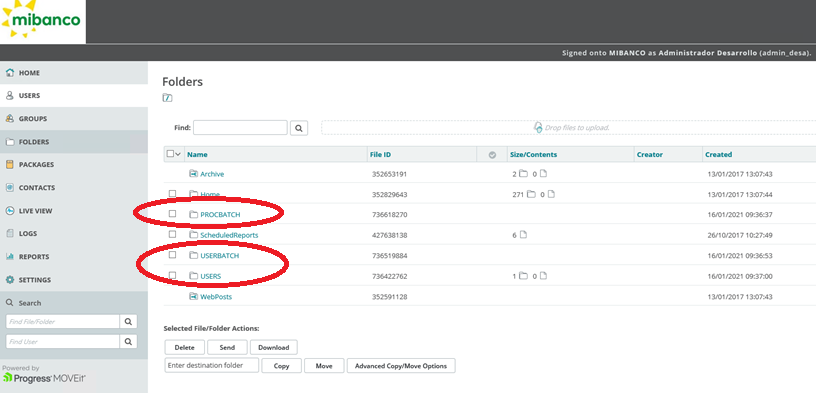 mibanco
Signed onto MIBANCO as Administrador Desarrollo (admin_desa).
HOME
USERS
GROUPS
FOLDERS
PACKAGES
CONTACTS
LIVE VIEW
LOGS
REPORTS
SETTINGS
Search
Find File/Folder
Find User
Powered by
Progress MOVEit
Folders
/
Find:
Drop files to upload.
Name File ID Size/Contents Creator Created
Archive 352653191 2 0 13/01/2017 13:07:43
Home 352829643 271 0 13/01/2017 13:07:44
PROCBATCH 736618270 16/01/2021 09:36:37
ScheduledReports 427638138 6 26/10/2017 10:27:49
USERBATCH 736519884 16/01/2021 09:36:53
USERS 736422762 1 0 16/01/2021 09:37:00
WebPosts 352591128 13/01/2017 13:07:43
Selected File/Folder Actions:
Delete Send Download
Enter destination folder Copy Move Advanced Copy/Move Options